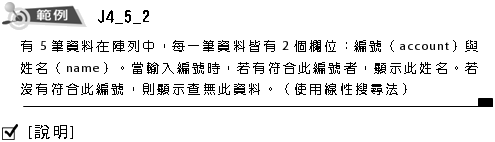 範例 J4_5_2
有 5 筆資料在陣列中，每一筆資料皆有 2 個欄位：編號（account）與
姓名（name）。當輸入編號時，若有符合此編號者，顯示此姓名。若
沒有符合此編號，則顯示查無此資料。（使用線性搜尋法）
[說明]